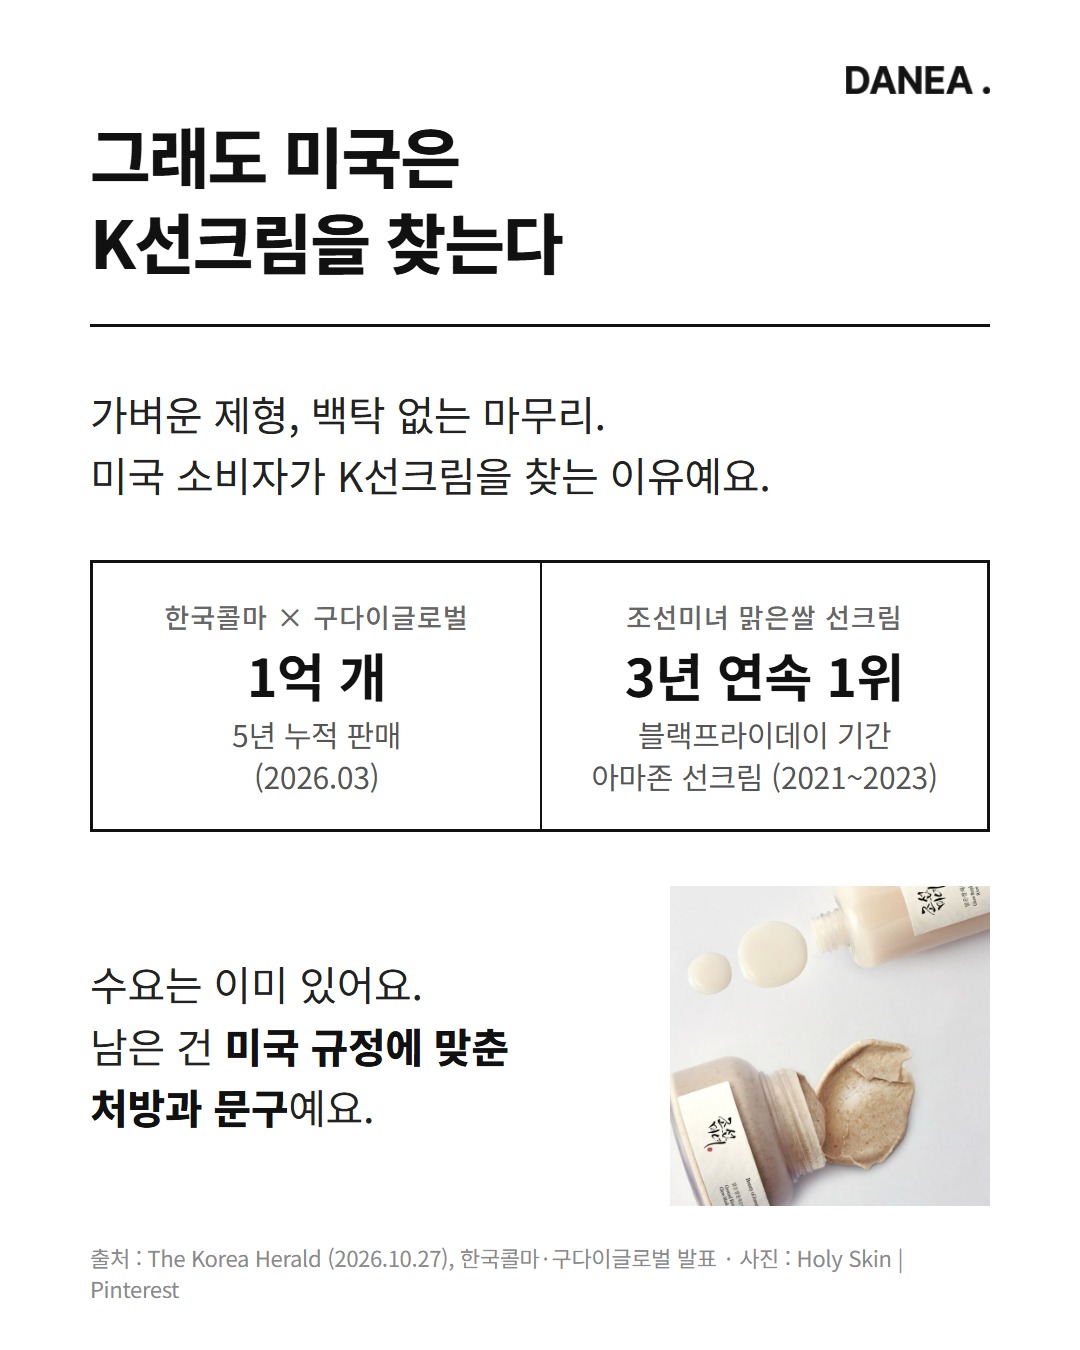 DANEA .
그래도 미국은
K선크림을 찾는다
가벼운 제형, 백탁 없는 마무리.
미국 소비자가 K선크림을 찾는 이유예요.
한국콜마 × 구다이글로벌
1억 개
5년 누적 판매
(2026.03)
조선미녀 맑은쌀 선크림
3년 연속 1위
블랙프라이데이 기간
아마존 선크림 (2021~2023)
수요는 이미 있어요.
남은 건 미국 규정에 맞춘
처방과 문구예요.
조선미녀
출처 : The Korea Herald (2026.10.27), 한국콜마·구다이글로벌 발표 · 사진 : Holy Skin |
Pinterest